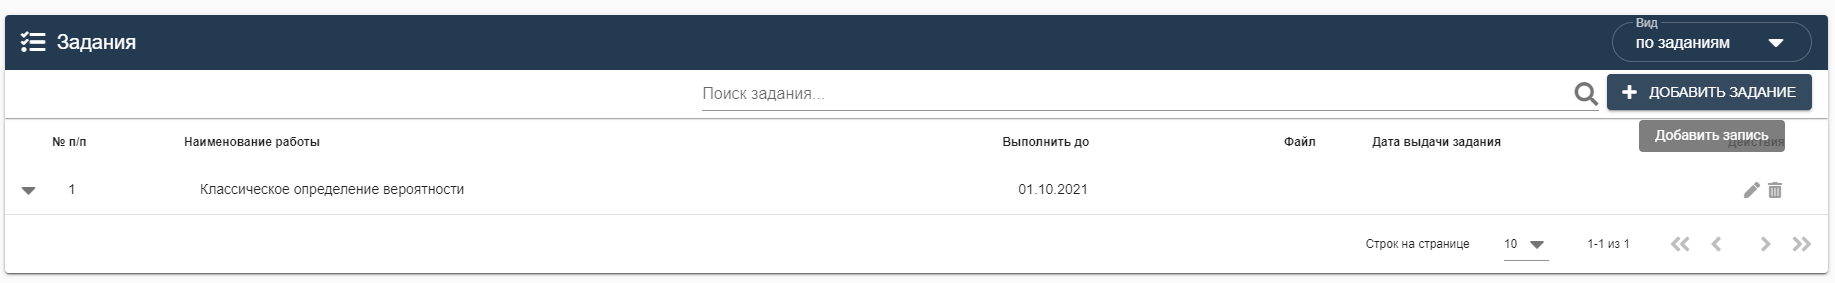 Задания
Вид
по заданиям
Поиск задания...
ДОБАВИТЬ ЗАДАНИЕ
Добавить запись
№ п/п Наименование работы Выполнить до Файл Дата выдачи задания Действия
1 Классическое определение вероятности 01.10.2021
Строк на странице 10 1-1 из 1